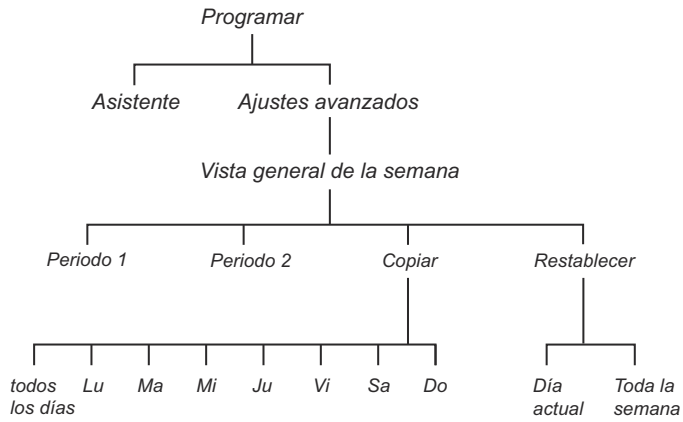 Programar
Asistente
Ajustes avanzados
Vista general de la semana
Periodo 1
Periodo 2
Copiar
Restablecer
todos
los días
Lu
Ma
Mi
Ju
Vi
Sa
Do
Día
actual
Toda la
semana